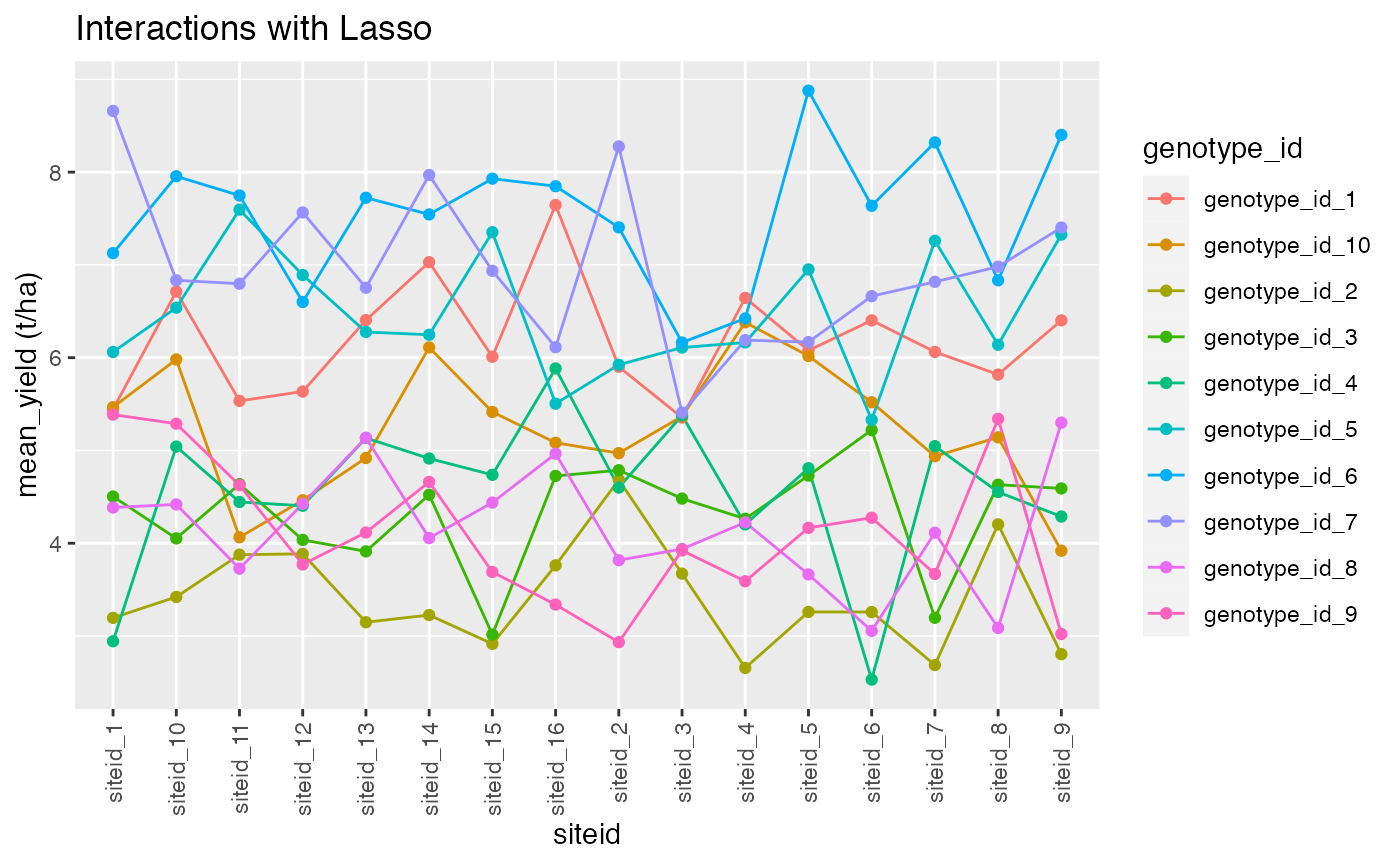 Interactions with Lasso
mean_yield (t/ha)
8
6
4
siteid_1
siteid_10
siteid_11
siteid_12
siteid_13
siteid_14
siteid_15
siteid_16
siteid_2
siteid_3
siteid_4
siteid_5
siteid_6
siteid_7
siteid_8
siteid_9
siteid
genotype_id
genotype_id_1
genotype_id_10
genotype_id_2
genotype_id_3
genotype_id_4
genotype_id_5
genotype_id_6
genotype_id_7
genotype_id_8
genotype_id_9